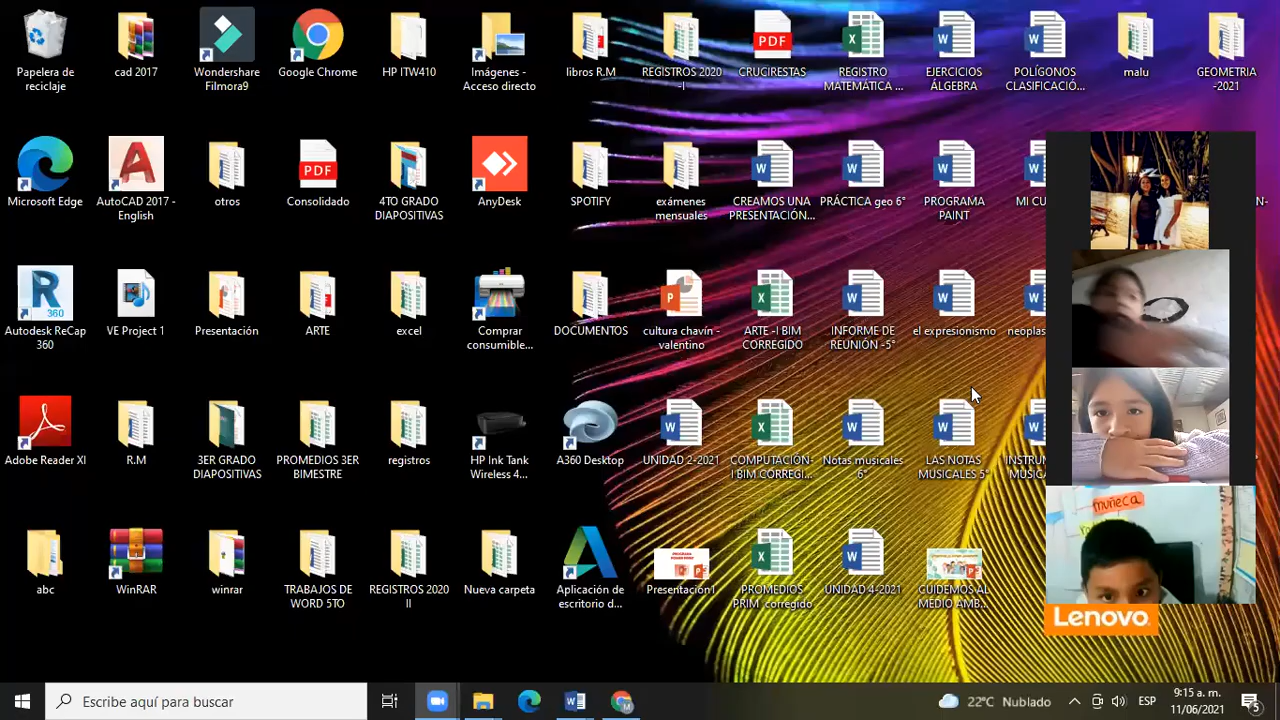 Papelera de
reciclaje
cad 2017
Wondershare
Filmora9
Google Chrome
HP ITW410
Imágenes -
Acceso directo
libros R.M
REGISTROS 2020
-I
PDF
CRUCIRESTAS
REGISTRO
MATEMÁTICA ...
EJERCICIOS
ÁLGEBRA
POLÍGONOS
CLASIFICACIÓ...
malu
GEOMETRIA
-2021
Microsoft Edge
AutoCAD 2017 -
English
otros
PDF
Consolidado
4TO GRADO
DIAPOSITIVAS
AnyDesk
SPOTIFY
exámenes
mensuales
CREAMOS UNA
PRESENTACIÓN...
PRÁCTICA geo 6°
PROGRAMA
PAINT
MI CU
N-
360
Autodesk ReCap
360
VE Project 1
Presentación
ARTE
excel
Comprar
consumible...
DOCUMENTOS
cultura chavín -
valentino
ARTE -I BIM
CORREGIDO
INFORME DE
REUNIÓN -5°
el expresionismo
neoplas
Adobe Reader XI
R.M
3ER GRADO
DIAPOSITIVAS
PROMEDIOS 3ER
BIMESTRE
registros
HP Ink Tank
Wireless 4...
A360 Desktop
UNIDAD 2-2021
COMPUTACIÓN-
I BIM CORREGI...
Notas musicales
6°
LAS NOTAS
MUSICALES 5°
INSTRUM
MUSICA
muñeca
abc
WinRAR
winrar
TRABAJOS DE
WORD 5TO
REGISTROS 2020
II
Nueva carpeta
Aplicación de
escritorio d...
Presentación1
PROMEDIOS
PRIM_corregido
UNIDAD 4-2021
CUIDEMOS AL
MEDIO AMB...
Lenovo
Escribe aquí para buscar
22°C Nublado
ESP
9:15 a. m.
11/06/2021
5